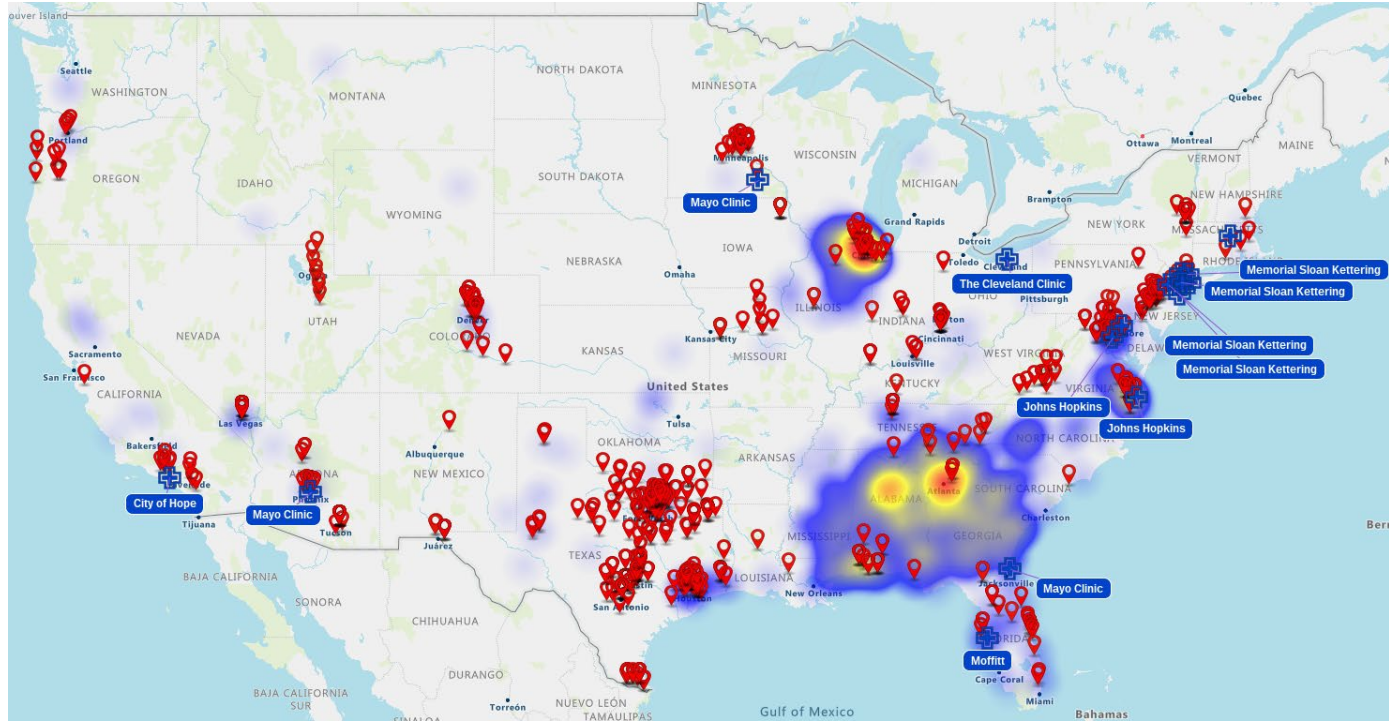 ouver Island
Seattle
WASHINGTON
MONTANA
NORTH DAKOTA
MINNESOTA
Quebec
Ottawa
Montreal
MAINE
VERMONT
Portland
OREGON
IDAHO
SOUTH DAKOTA
Minneapolis
WISCONSIN
MICHIGAN
NEW HAMPSHIRE
Mayo Clinic
Brampton
WYOMING
Grand Rapids
NEW YORK
Detroit
IOWA
Toledo
NEBRASKA
Omaha
Cleveland
PENNSYLVANIA
Memorial Sloan Kettering
The Cleveland Clinic
OHIO
Pittsburgh
Memorial Sloan Kettering
NEVADA
UTAH
Denver
ILLINOIS
INDIANA
NEW JERSEY
Sacramento
KANSAS
Kansas City
MISSOURI
Cincinnati
Memorial Sloan Kettering
San Francisco
Louisville
WEST VIRGINIA
Memorial Sloan Kettering
CALIFORNIA
United States
KENTUCKY
VIRGINIA
Johns Hopkins
Las Vegas
Tulsa
TENNESSEE
Johns Hopkins
Bakersfield
OKLAHOMA
NORTH CAROLINA
Albuquerque
ARKANSAS
ARIZONA
NEW MEXICO
SOUTH CAROLINA
Phoenix
ALABAMA
Atlanta
City of Hope
Mayo Clinic
Charleston
Tijuana
Tucson
Juárez
MISSISSIPPI
GEORGIA
TEXAS
BAJA CALIFORNIA
LOUISIANA
Jacksonville
Mayo Clinic
New Orleans
Houston
SONORA
San Antonio
CHIHUAHUA
Moffitt
DURANGO
Cape Coral
BAJA CALIFORNIA
SUR
Torreón
NUEVO LEÓN
Miami
TAMAULIPAS
Gulf of Mexico
Bahamas